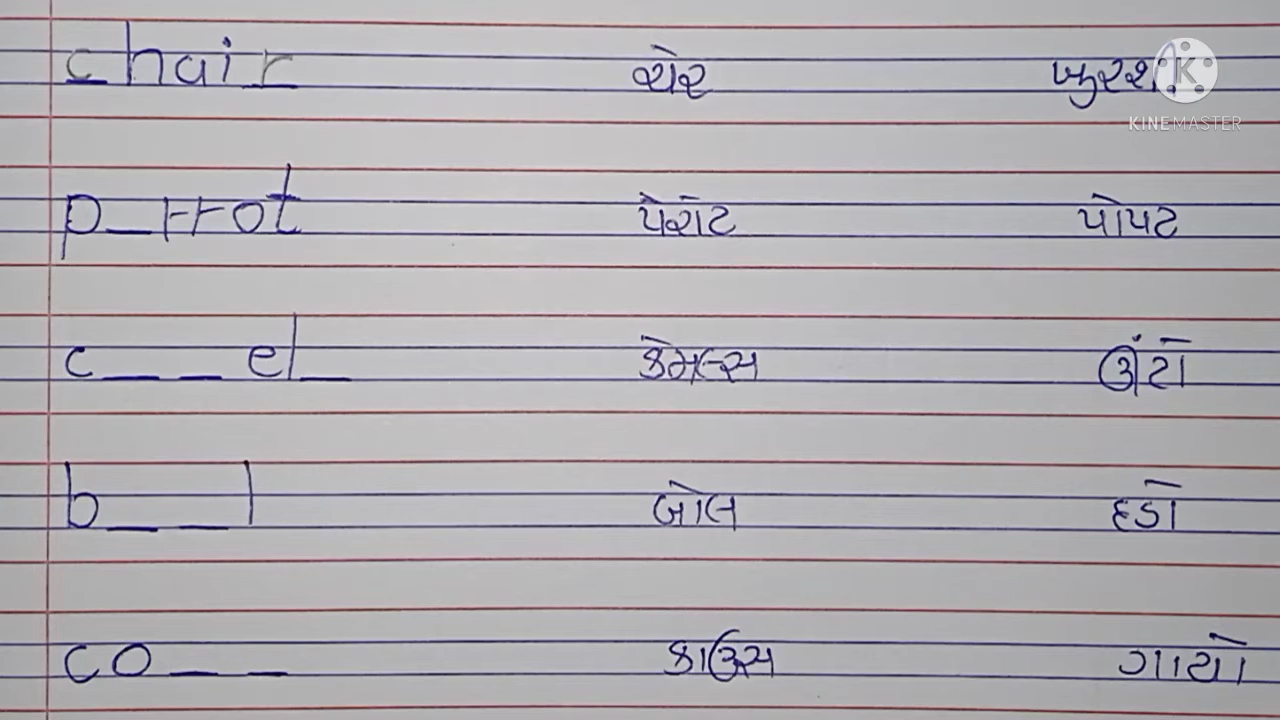 chair ચેર ખુરશી
KINEMASTER
p_rrot પેરોટ પોપટ
c__el_ કેમલ્સ ઊંટો
b__l બોલ દડો
co__ કાઉસ ગાયો